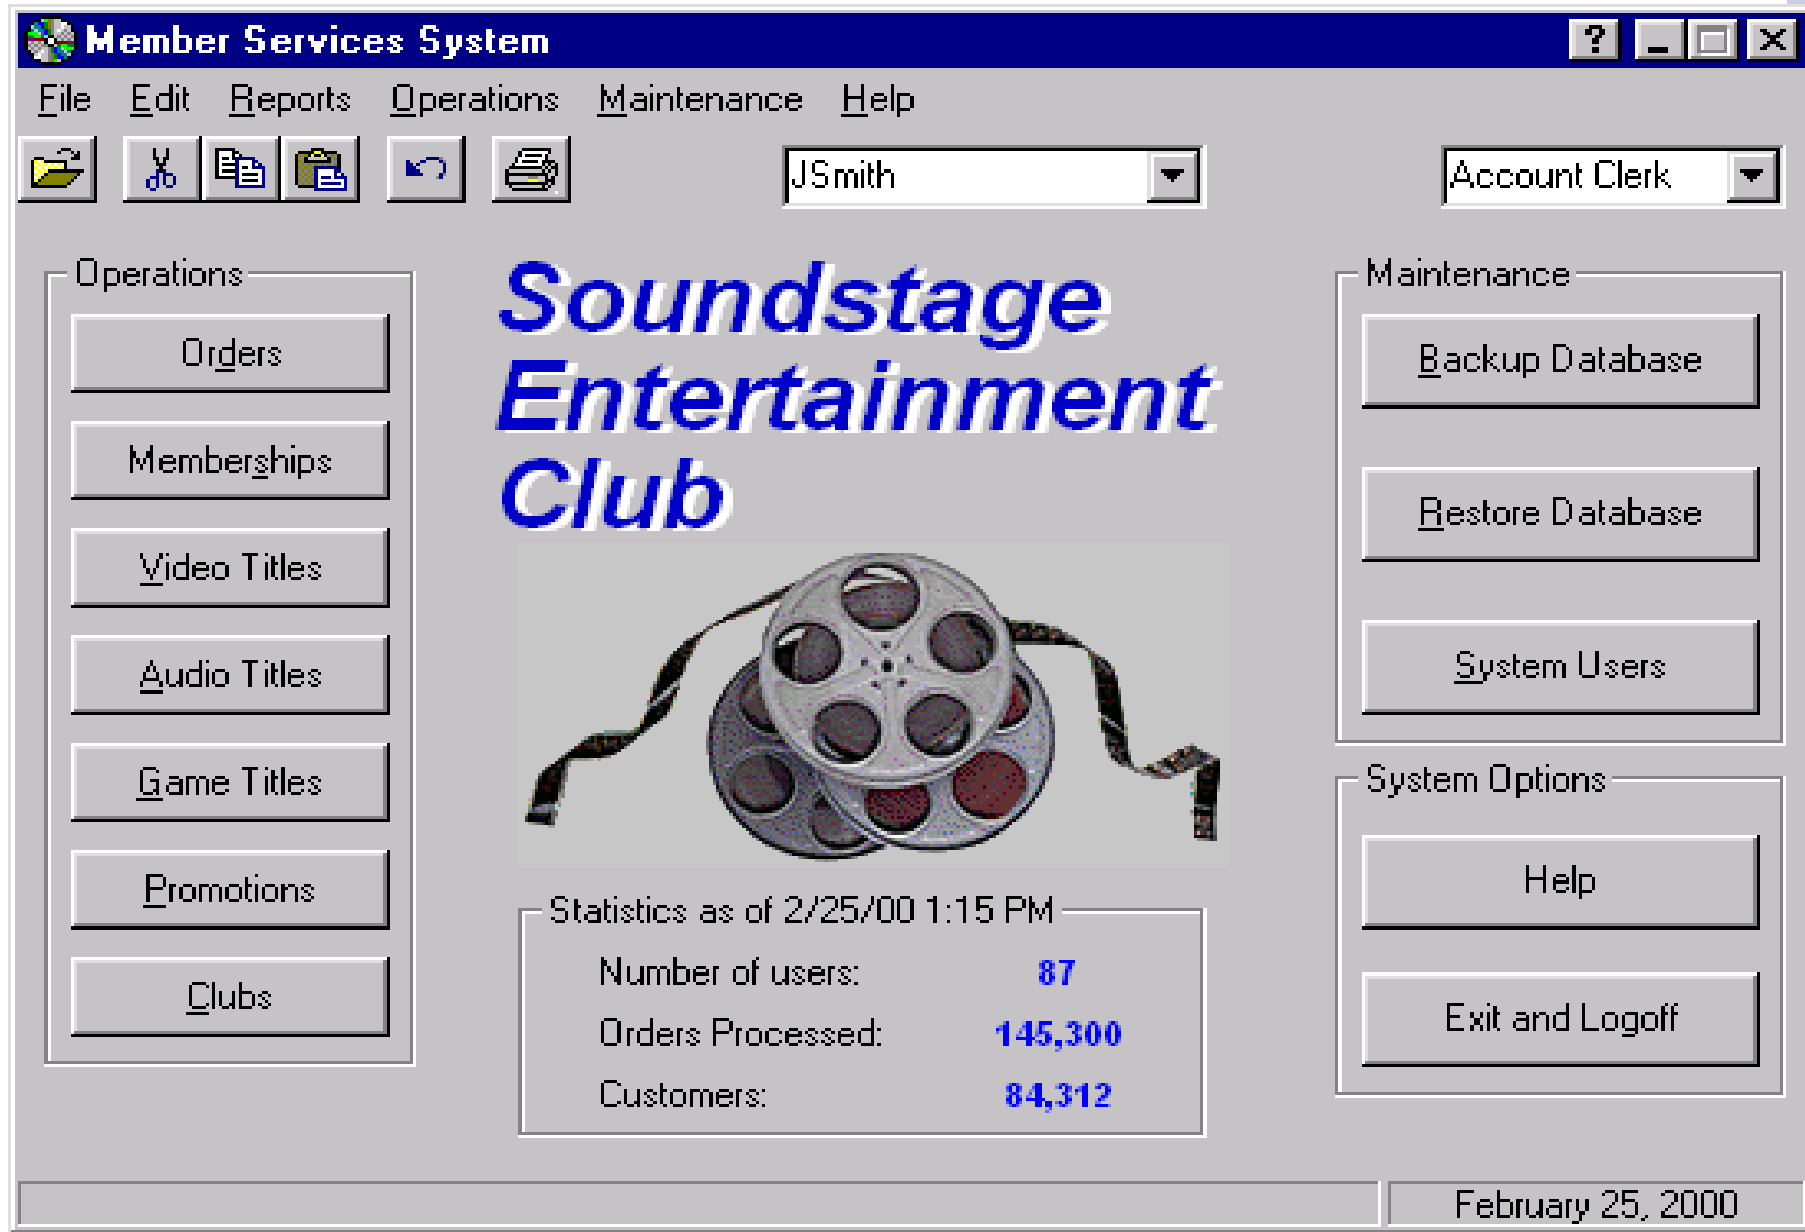 Member Services System
File Edit Reports Operations Maintenance Help
JSmith
Account Clerk
Operations
Orders
Memberships
Video Titles
Audio Titles
Game Titles
Promotions
Clubs
Soundstage
Entertainment
Club
Statistics as of 2/25/00 1:15 PM
Number of users: 87
Orders Processed: 145,300
Customers: 84,312
Maintenance
Backup Database
Restore Database
System Users
System Options
Help
Exit and Logoff
February 25, 2000